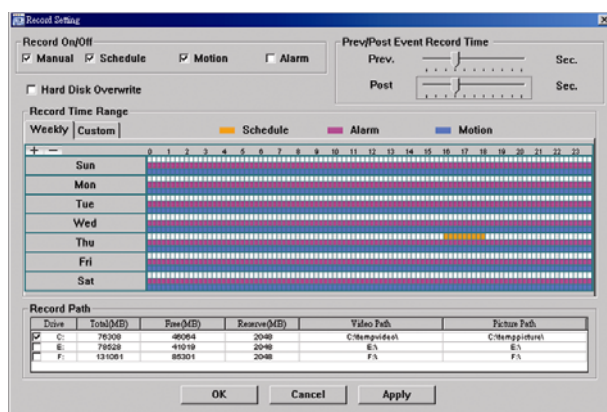 Record Setting
Record On/Off
Manual Schedule Motion Alarm
Prev/Post Event Record Time
Prev. Sec.
Post Sec.
Hard Disk Overwrite
Record Time Range
Weekly Custom
Schedule Alarm Motion
+ - 0 1 2 3 4 5 6 7 8 9 10 11 12 13 14 15 16 17 18 19 20 21 22 23
Sun
Mon
Tue
Wed
Thu
Fri
Sat
Record Path
Drive Total(MB) Free(MB) Reserve(MB) Video Path Picture Path
C: 76308 46064 2048 C:\tempvideo\ C:\temppicture\
E: 78528 41019 2048 E:\ E:\
F: 131061 85301 2048 F:\ F:\
OK Cancel Apply